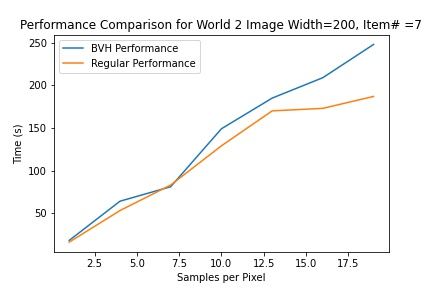 Performance Comparison for World 2 Image Width=200, Item# =7
BVH Performance
Regular Performance
250
200
150
100
50
Time (s)
2.5 5.0 7.5 10.0 12.5 15.0 17.5
Samples per Pixel